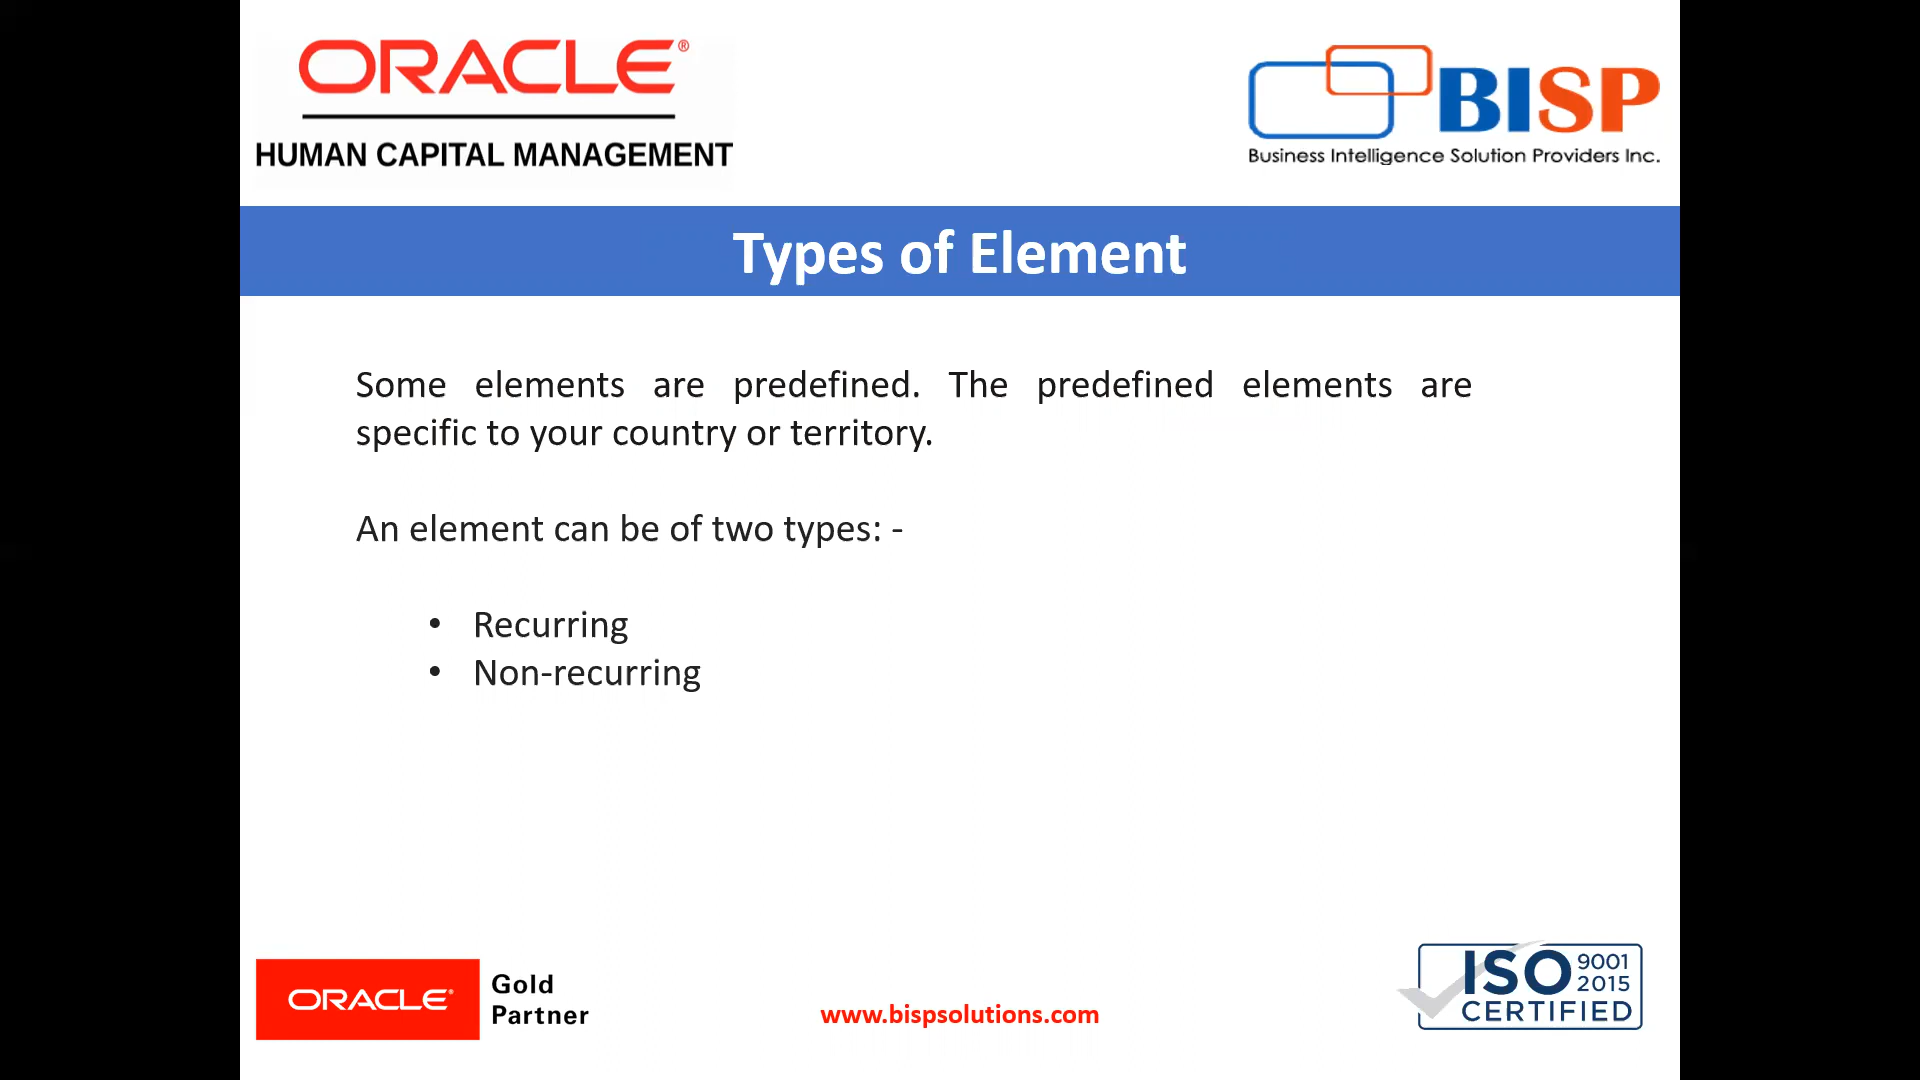 ORACLE®
HUMAN CAPITAL MANAGEMENT
BISP
Business Intelligence Solution Providers Inc.
Types of Element
Some elements are predefined. The predefined elements are
specific to your country or territory.
An element can be of two types: -
• Recurring
• Non-recurring
ORACLE®
Gold
Partner
www.bispsolutions.com
ISO 9001
2015
CERTIFIED